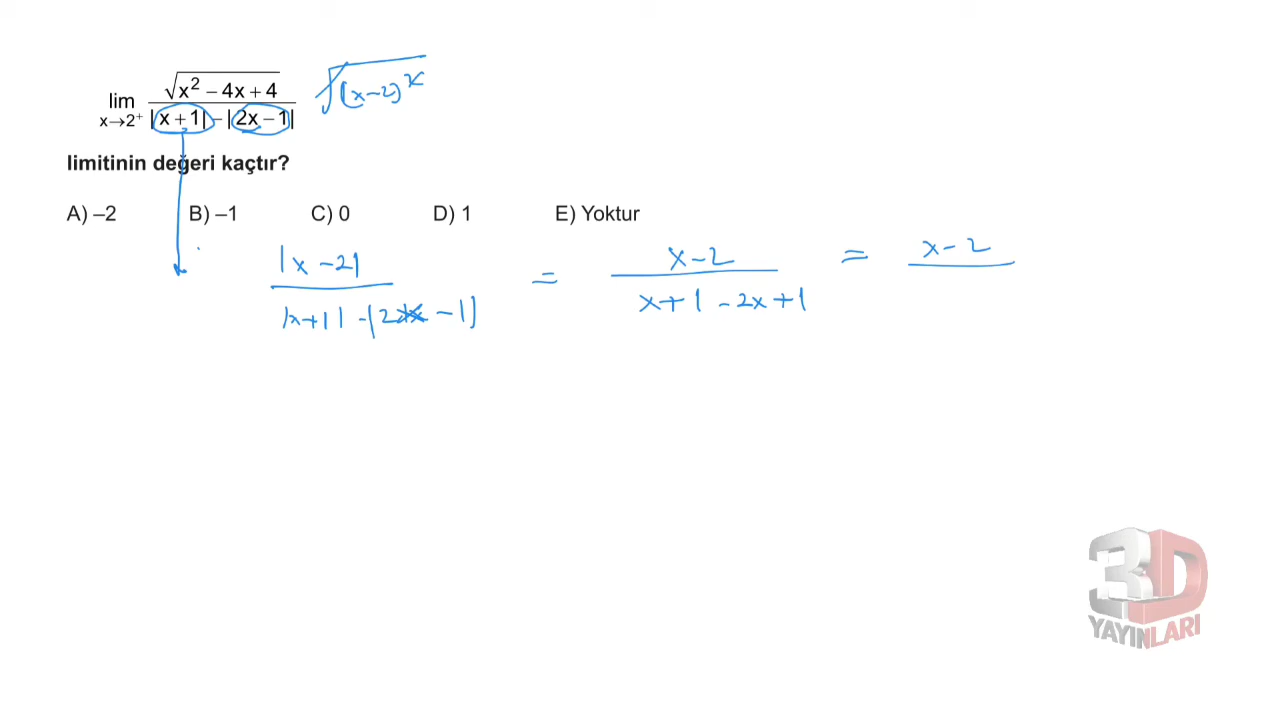 lim x→2⁺ √x² – 4x + 4 / |x + 1| – |2x – 1| √(x–2)²
limitinin değeri kaçtır?
A) –2 B) –1 C) 0 D) 1 E) Yoktur
|x – 2| / |x+1| – |2x – 1| = x – 2 / x + 1 – 2x + 1 = x – 2
3D
YAYINLARI